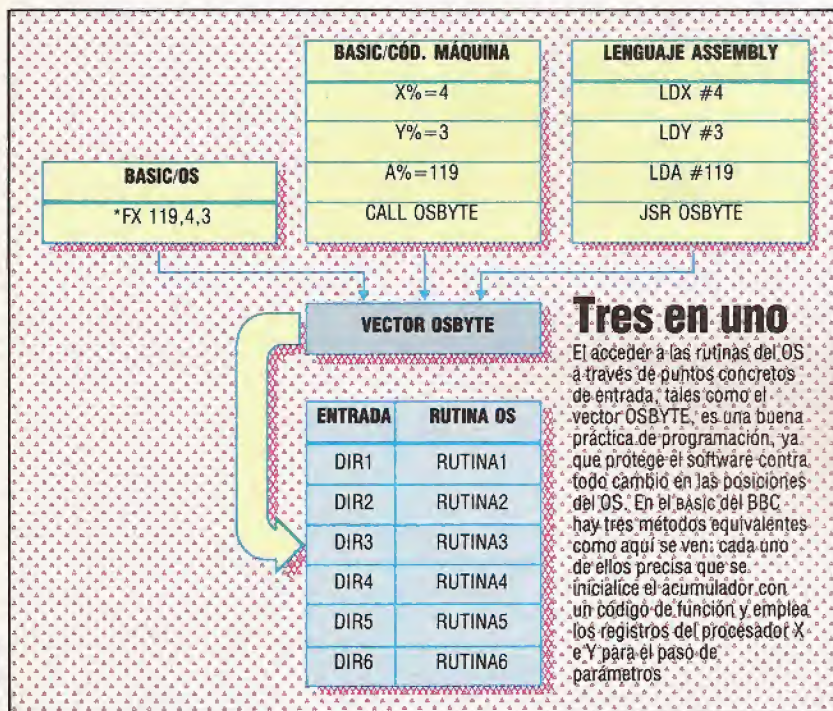 BASIC/CÓD. MÁQUINA
X%=4
Y%=3
A%=119
CALL OSBYTE
LENGUAJE ASSEMBLY
LDX #4
LDY #3
LDA #119
JSR OSBYTE
BASIC/OS
*FX 119,4,3
VECTOR OSBYTE
ENTRADA RUTINA OS
DIR1 RUTINA1
DIR2 RUTINA2
DIR3 RUTINA3
DIR4 RUTINA4
DIR5 RUTINA5
DIR6 RUTINA6
Tres en uno
El acceder a las rutinas del OS
a través de puntos concretos
de entrada, tales como el
vector OSBYTE, es una buena
práctica de programación, ya
que protege el software contra
todo cambio en las posiciones
del OS. En el BASIC del BBC
hay tres métodos equivalentes
como aquí se ven: cada uno
de ellos precisa que se
inicialice el acumulador con
un código de función y emplea
los registros del procesador X
e Y para el paso de
parámetros